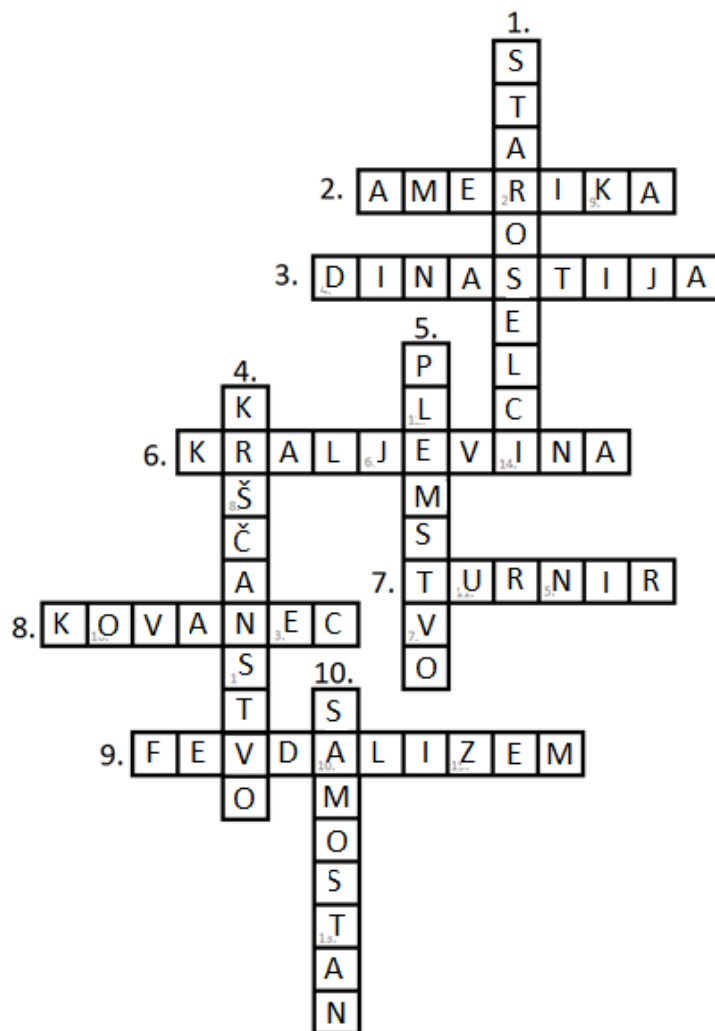 1. STAROSELCI
2. AMERIKA
3. DINASTIJA
5. PLEMSTVO
4. KRŠČANSTVO
6. KRALJEVINA
7. TURNIR
8. KOVANEC
10. SAMOSTAN
9. FEVDALIZEM